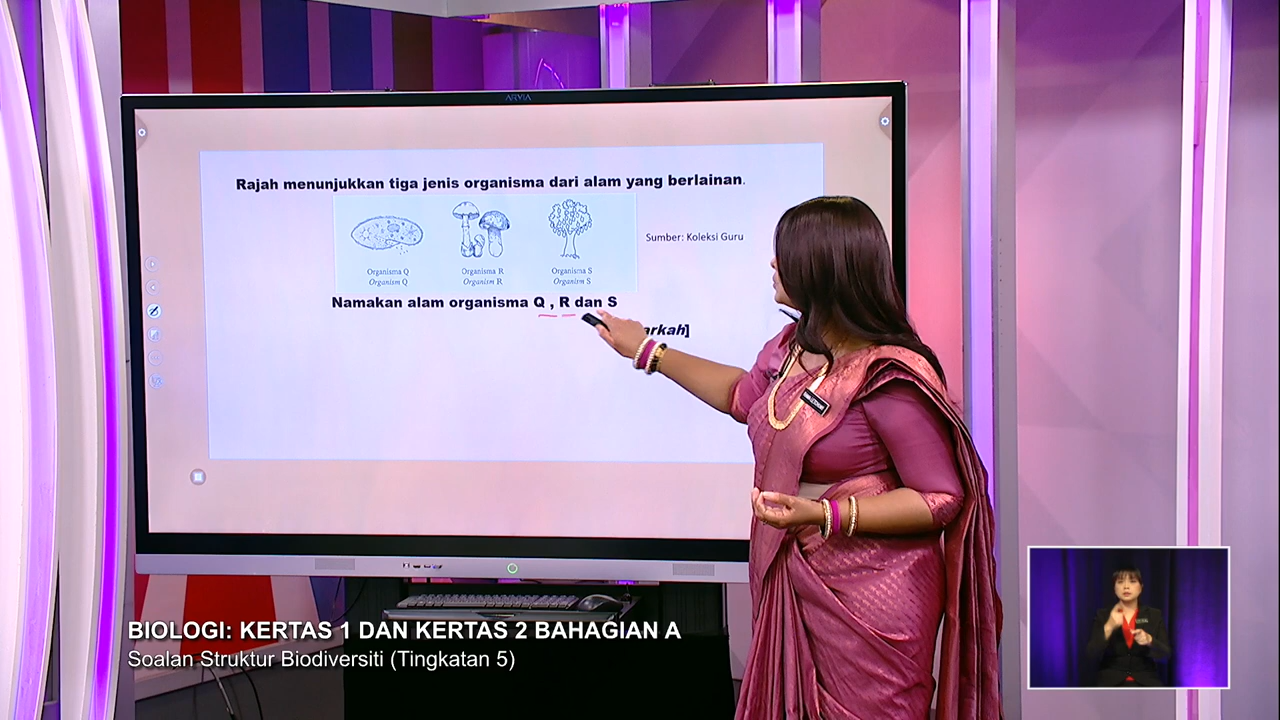 ARVIA
Rajah menunjukkan tiga jenis organisma dari alam yang berlainan.
Sumber: Koleksi Guru
Organisma Q Organisma R Organisma S
Organism Q Organism R Organism S
Namakan alam organisma Q , R dan S
arkah]
BIOLOGI: KERTAS 1 DAN KERTAS 2 BAHAGIAN A
Soalan Struktur Biodiversiti (Tingkatan 5)